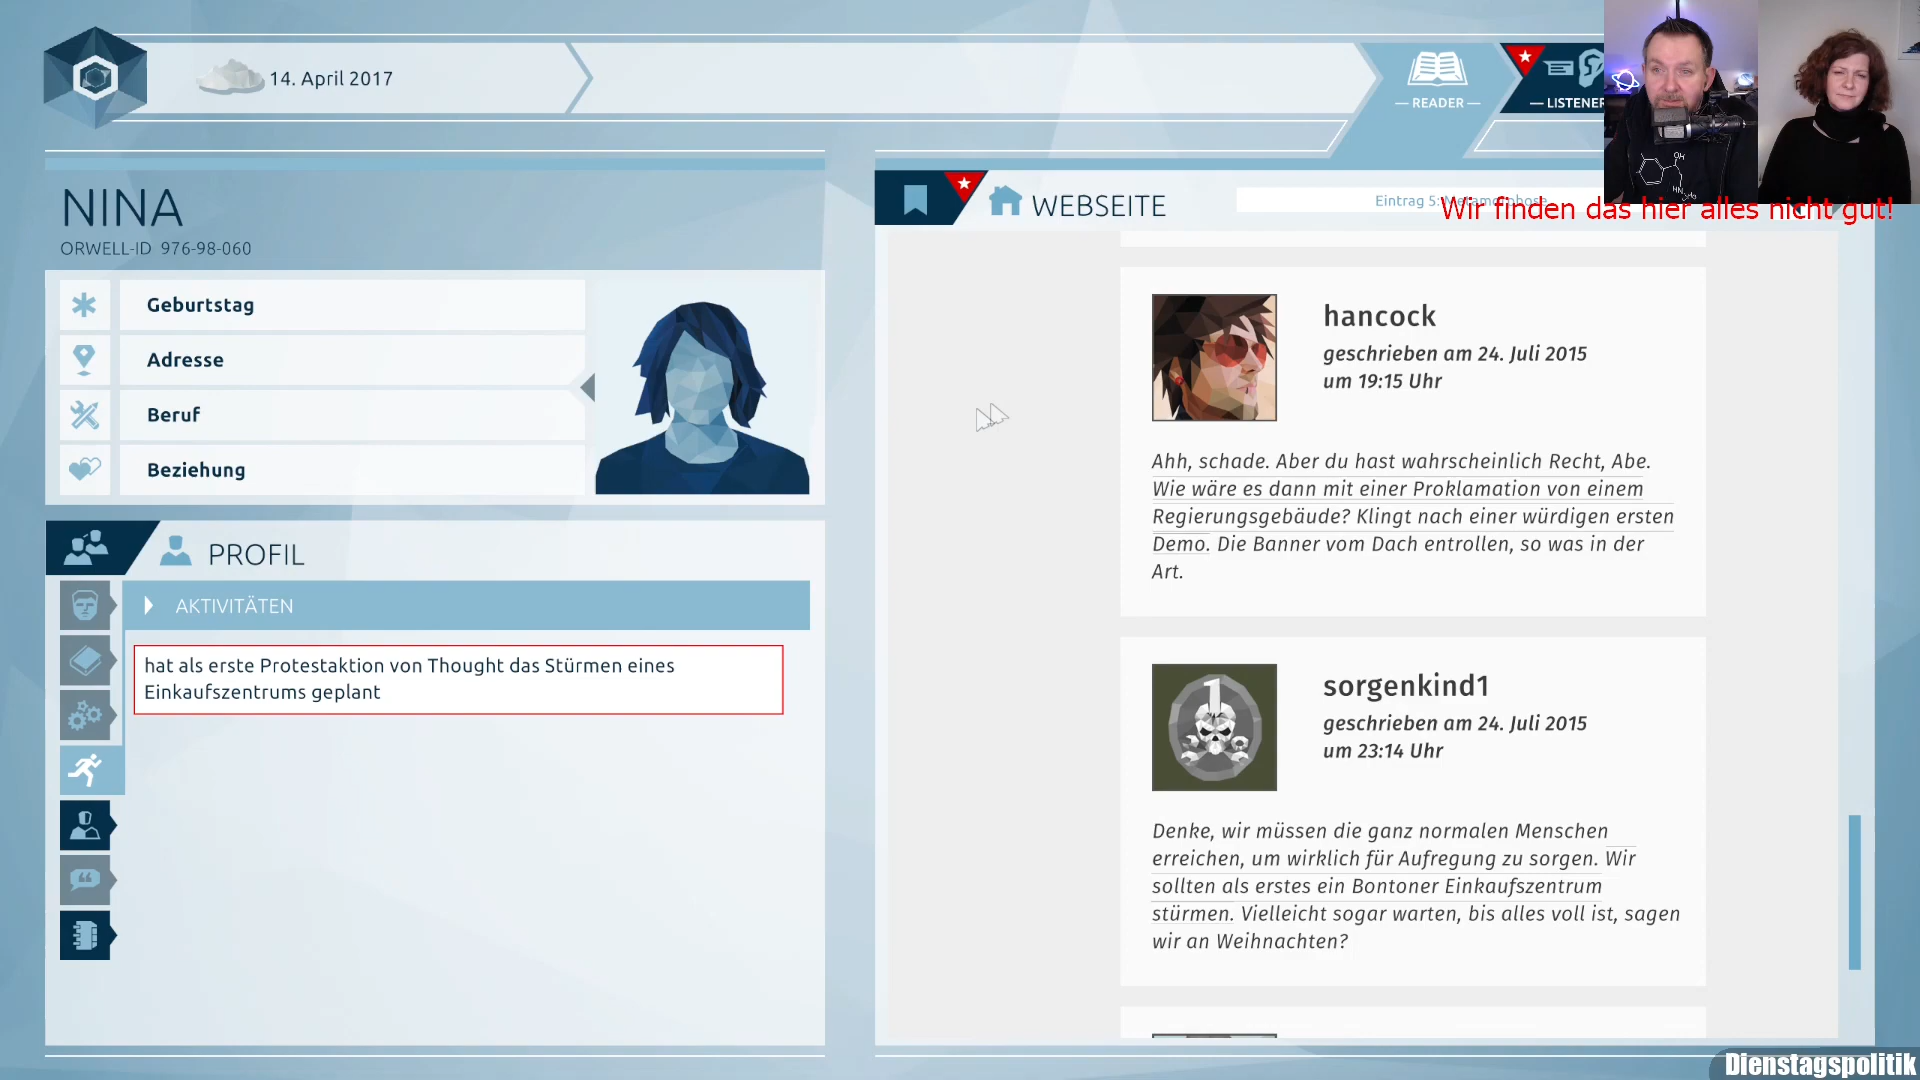 14. April 2017
— READER —
— LISTENER
NINA
ORWELL-ID 976-98-060
Geburtstag
Adresse
Beruf
Beziehung
PROFIL
AKTIVITÄTEN
hat als erste Protestaktion von Thought das Stürmen eines
Einkaufszentrums geplant
WEBSEITE
Eintrag 5: Metamorphose
Wir finden das hier alles nicht gut!
hancock
geschrieben am 24. Juli 2015
um 19:15 Uhr
Ahh, schade. Aber du hast wahrscheinlich Recht, Abe.
Wie wäre es dann mit einer Proklamation von einem
Regierungsgebäude? Klingt nach einer würdigen ersten
Demo. Die Banner vom Dach entrollen, so was in der
Art.
sorgenkind1
geschrieben am 24. Juli 2015
um 23:14 Uhr
Denke, wir müssen die ganz normalen Menschen
erreichen, um wirklich für Aufregung zu sorgen. Wir
sollten als erstes ein Bontoner Einkaufszentrum
stürmen. Vielleicht sogar warten, bis alles voll ist, sagen
wir an Weihnachten?
Dienstagspolitik